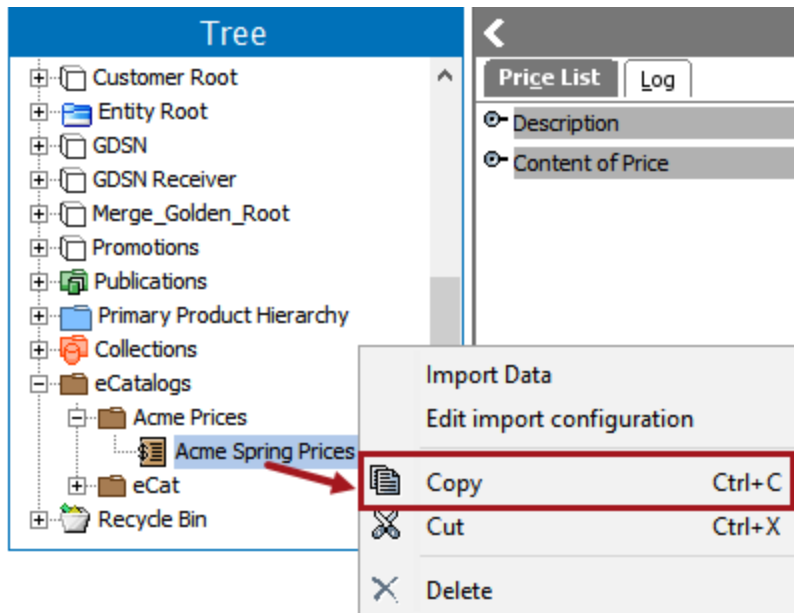 Tree
Customer Root
Entity Root
GDSN
GDSN Receiver
Merge_Golden_Root
Promotions
Publications
Primary Product Hierarchy
Collections
eCatalogs
Acme Prices
Acme Spring Prices
eCat
Recycle Bin
Price List Log
Description
Content of Price
Import Data
Edit import configuration
Copy Ctrl+C
Cut Ctrl+X
Delete